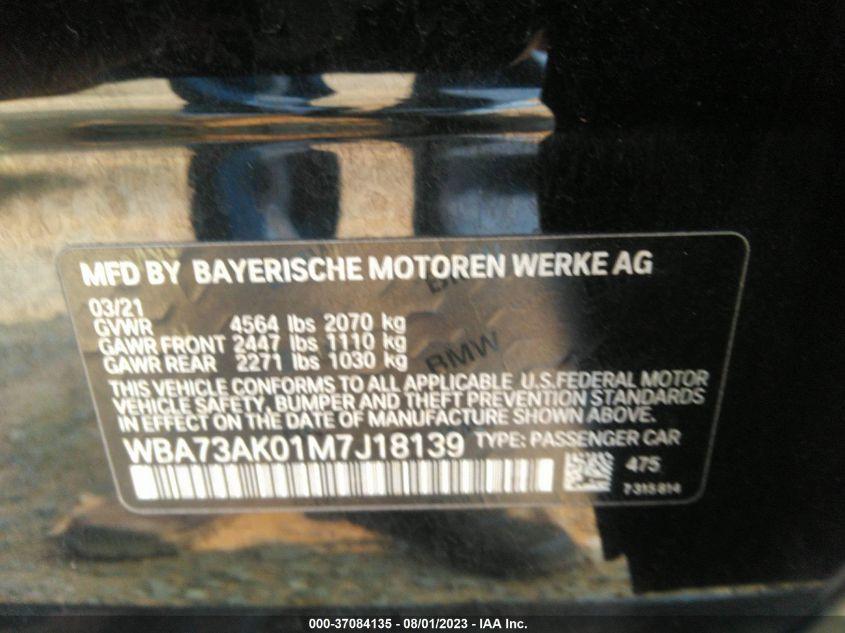 MFD BY BAYERISCHE MOTOREN WERKE AG
03/21
GVWR 4564 lbs 2070 kg
GAWR FRONT 2447 lbs 1110 kg
GAWR REAR 2271 lbs 1030 kg
BMW
THIS VEHICLE CONFORMS TO ALL APPLICABLE U.S.FEDERAL MOTOR
VEHICLE SAFETY, BUMPER AND THEFT PREVENTION STANDARDS
IN EFFECT ON THE DATE OF MANUFACTURE SHOWN ABOVE.
WBA73AK01M7J18139 TYPE: PASSENGER CAR
475
7315814
000-37084135 - 08/01/2023 - IAA Inc.